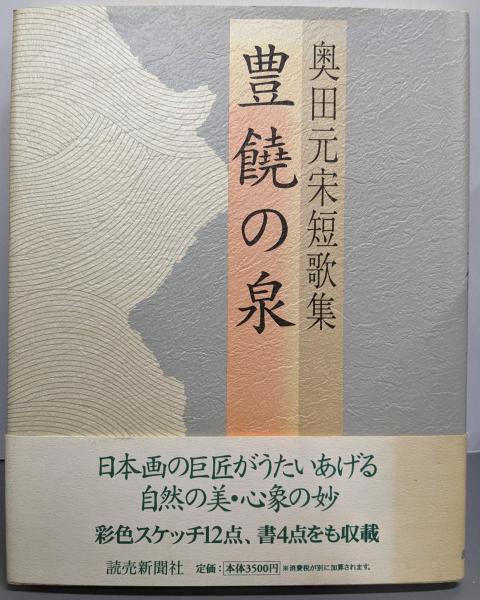 奥田元宋短歌集
豊饒の泉
日本画の巨匠がうたいあげる
自然の美・心象の妙
彩色スケッチ12点、書4点をも収載
読売新聞社 定価：本体3500円 ※消費税が別に加算されます。